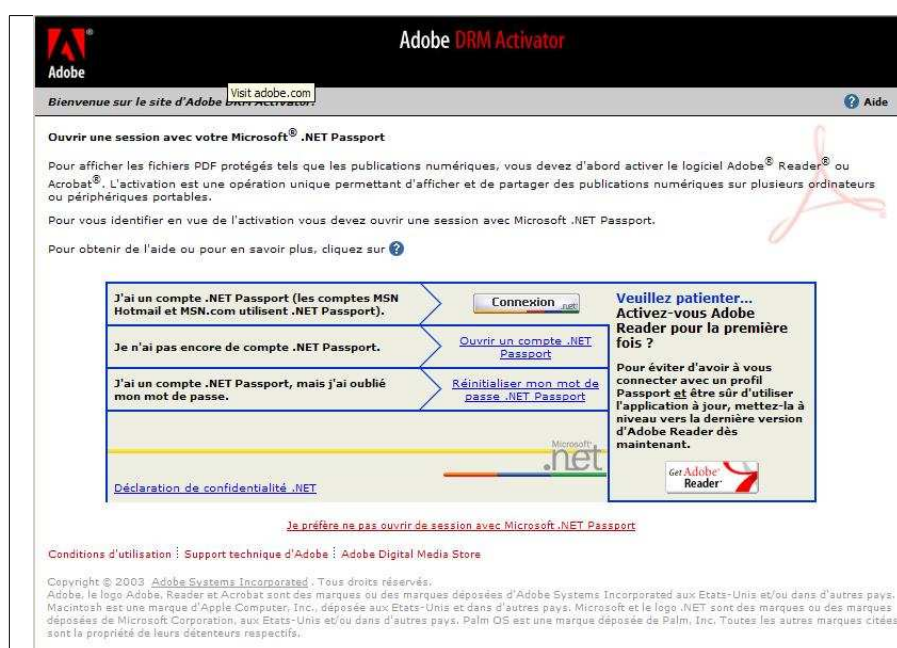 Adobe DRM Activator
Adobe
Visit adobe.com
Bienvenue sur le site d'Adobe DRM Activator!
Aide
Ouvrir une session avec votre Microsoft® .NET Passport
Pour afficher les fichiers PDF protégés tels que les publications numériques, vous devez d'abord activer le logiciel Adobe® Reader® ou
Acrobat®. L'activation est une opération unique permettant d'afficher et de partager des publications numériques sur plusieurs ordinateurs
ou périphériques portables.
Pour vous identifier en vue de l'activation vous devez ouvrir une session avec Microsoft .NET Passport.
Pour obtenir de l'aide ou pour en savoir plus, cliquez sur ?
J'ai un compte .NET Passport (les comptes MSN
Hotmail et MSN.com utilisent .NET Passport).
Connexion .net
Je n'ai pas encore de compte .NET Passport.
Ouvrir un compte .NET
Passport
J'ai un compte .NET Passport, mais j'ai oublié
mon mot de passe.
Réinitialiser mon mot de
passe .NET Passport
Microsoft
.net
Déclaration de confidentialité .NET
Veuillez patienter...
Activez-vous Adobe
Reader pour la première
fois ?
Pour éviter d'avoir à vous
connecter avec un profil
Passport et être sûr d'utiliser
l'application à jour, mettez-la à
niveau vers la dernière version
d'Adobe Reader dès
maintenant.
Get Adobe
Reader
Je préfère ne pas ouvrir de session avec Microsoft .NET Passport
Conditions d'utilisation Support technique d'Adobe Adobe Digital Media Store
Copyright © 2003 Adobe Systems Incorporated . Tous droits réservés.
Adobe, le logo Adobe, Reader et Acrobat sont des marques ou des marques déposées d'Adobe Systems Incorporated aux Etats-Unis et/ou dans d'autres pays.
Macintosh est une marque d'Apple Computer, Inc., déposée aux Etats-Unis et dans d'autres pays. Microsoft et le logo .NET sont des marques ou des marques
déposées de Microsoft Corporation, aux Etats-Unis et/ou dans d'autres pays. Palm OS est une marque déposée de Palm, Inc. Toutes les autres marques citées
sont la propriété de leurs détenteurs respectifs.